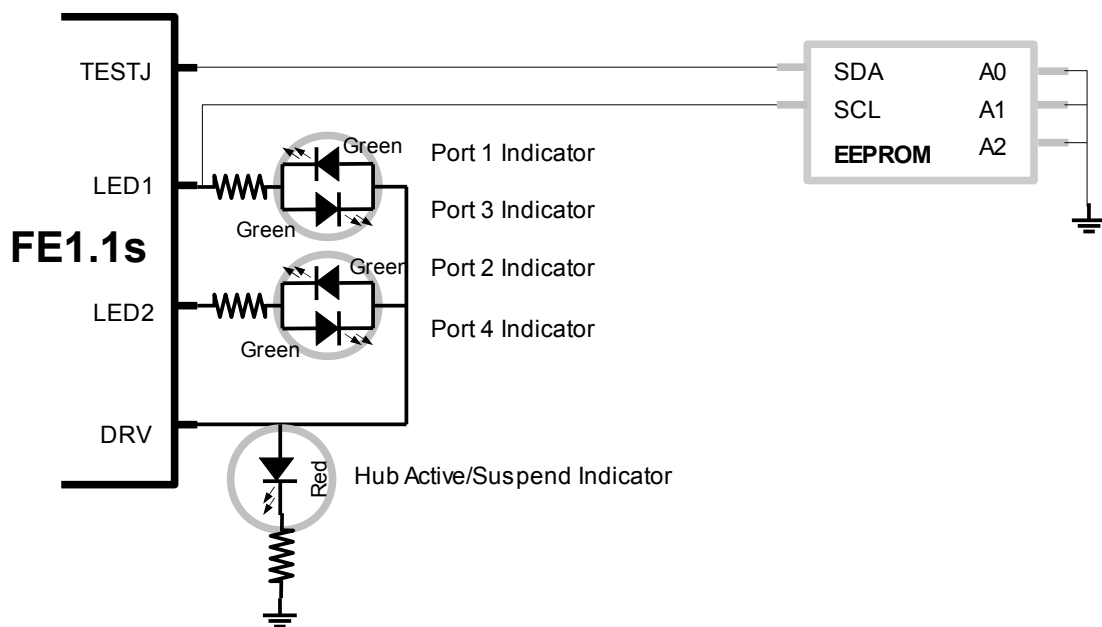 TESTJ
SDA A0
SCL A1
EEPROM A2
Green
Port 1 Indicator
LED1
Port 3 Indicator
Green
FE1.1s
Green
Port 2 Indicator
LED2
Port 4 Indicator
Green
DRV
Red
Hub Active/Suspend Indicator